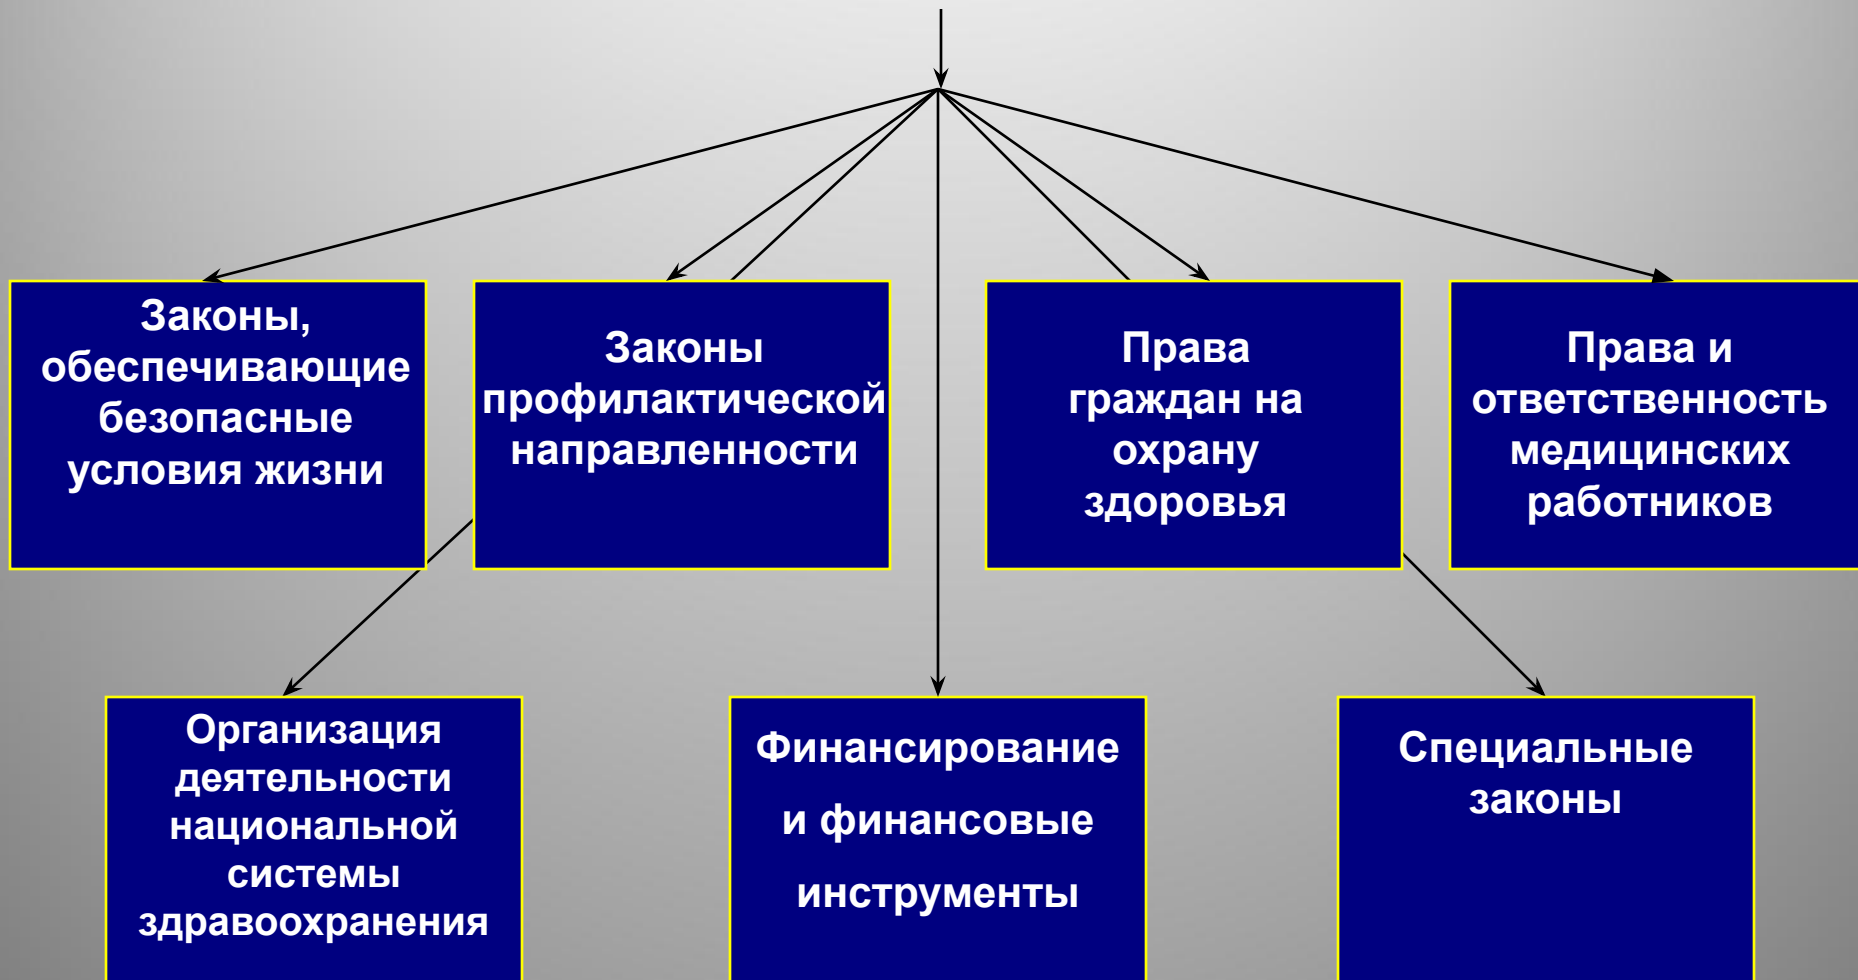 Законы,
обеспечивающие
безопасные
условия жизни
Законы
профилактической
направленности
Права
граждан на
охрану
здоровья
Права и
ответственность
медицинских
работников
Организация
деятельности
национальной
системы
здравоохранения
Финансирование
и финансовые
инструменты
Специальные
законы